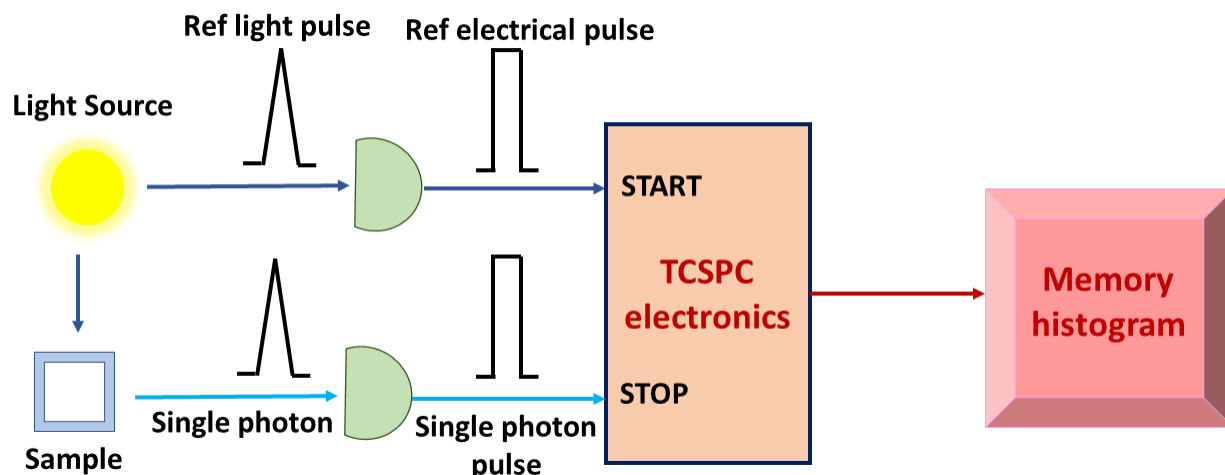 Ref light pulse
Ref electrical pulse
Light Source
START
TCSPC
electronics
Memory
histogram
STOP
Single photon
Single photon
pulse
Sample